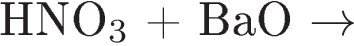 HNO₃ + BaO →